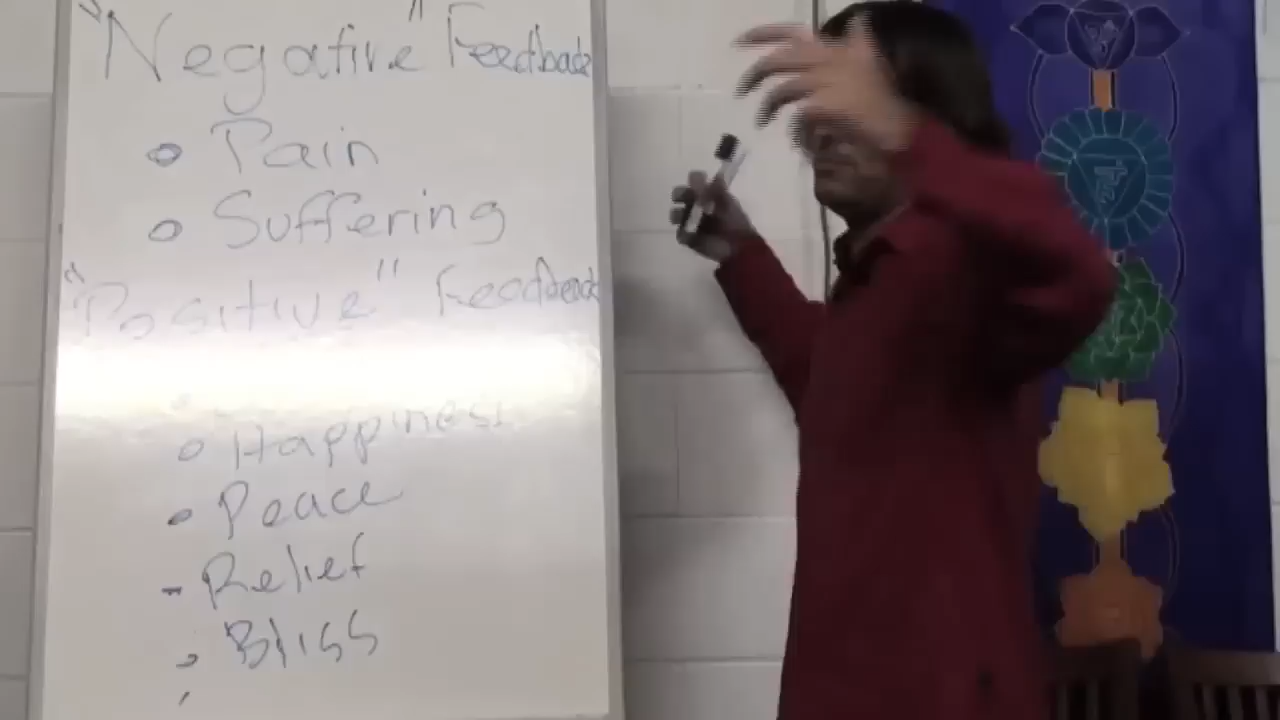 "Negative" Feedback
Pain
Suffering
"Positive" Feedback
Happiness
Peace
- Relief
Bliss